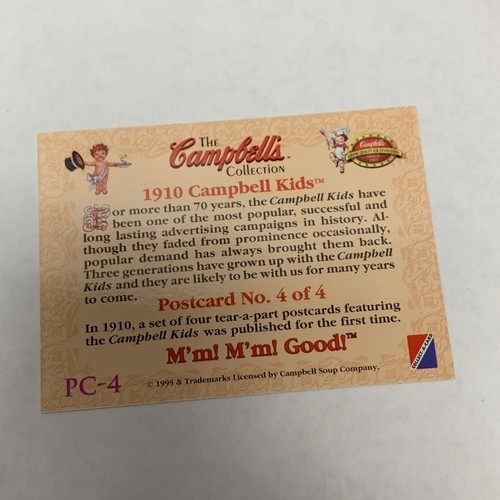 The
Campbell's™
Collection
1910 Campbell Kids™
For more than 70 years, the Campbell Kids have
been one of the most popular, successful and
long lasting advertising campaigns in history. Al-
though they faded from prominence occasionally,
popular demand has always brought them back.
Three generations have grown up with the Campbell
Kids and they are likely to be with us for many years
to come.
Postcard No. 4 of 4
In 1910, a set of four tear-a-part postcards featuring
the Campbell Kids was published for the first time.
M'm! M'm! Good!™
PC-4
© 1995 & Trademarks Licensed by Campbell Soup Company.
Campbell's
COLLECT-A-CARD